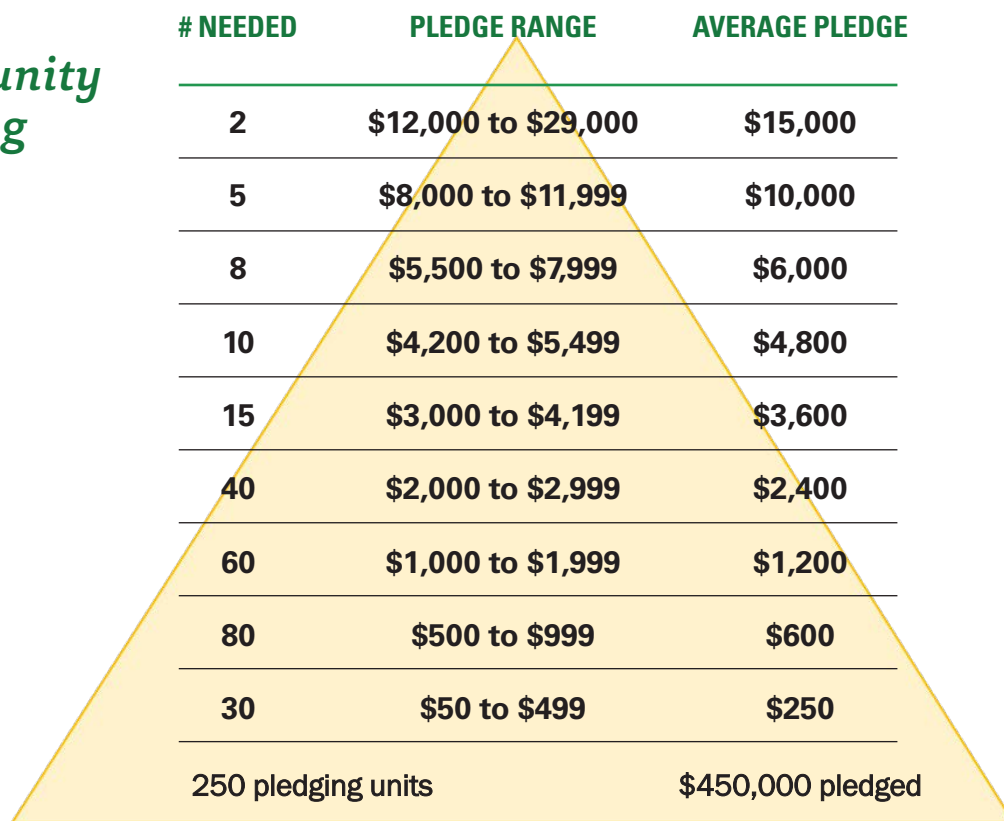 # NEEDED PLEDGE RANGE AVERAGE PLEDGE
unity
g
2 $12,000 to $29,000 $15,000
5 $8,000 to $11,999 $10,000
8 $5,500 to $7,999 $6,000
10 $4,200 to $5,499 $4,800
15 $3,000 to $4,199 $3,600
40 $2,000 to $2,999 $2,400
60 $1,000 to $1,999 $1,200
80 $500 to $999 $600
30 $50 to $499 $250
250 pledging units $450,000 pledged